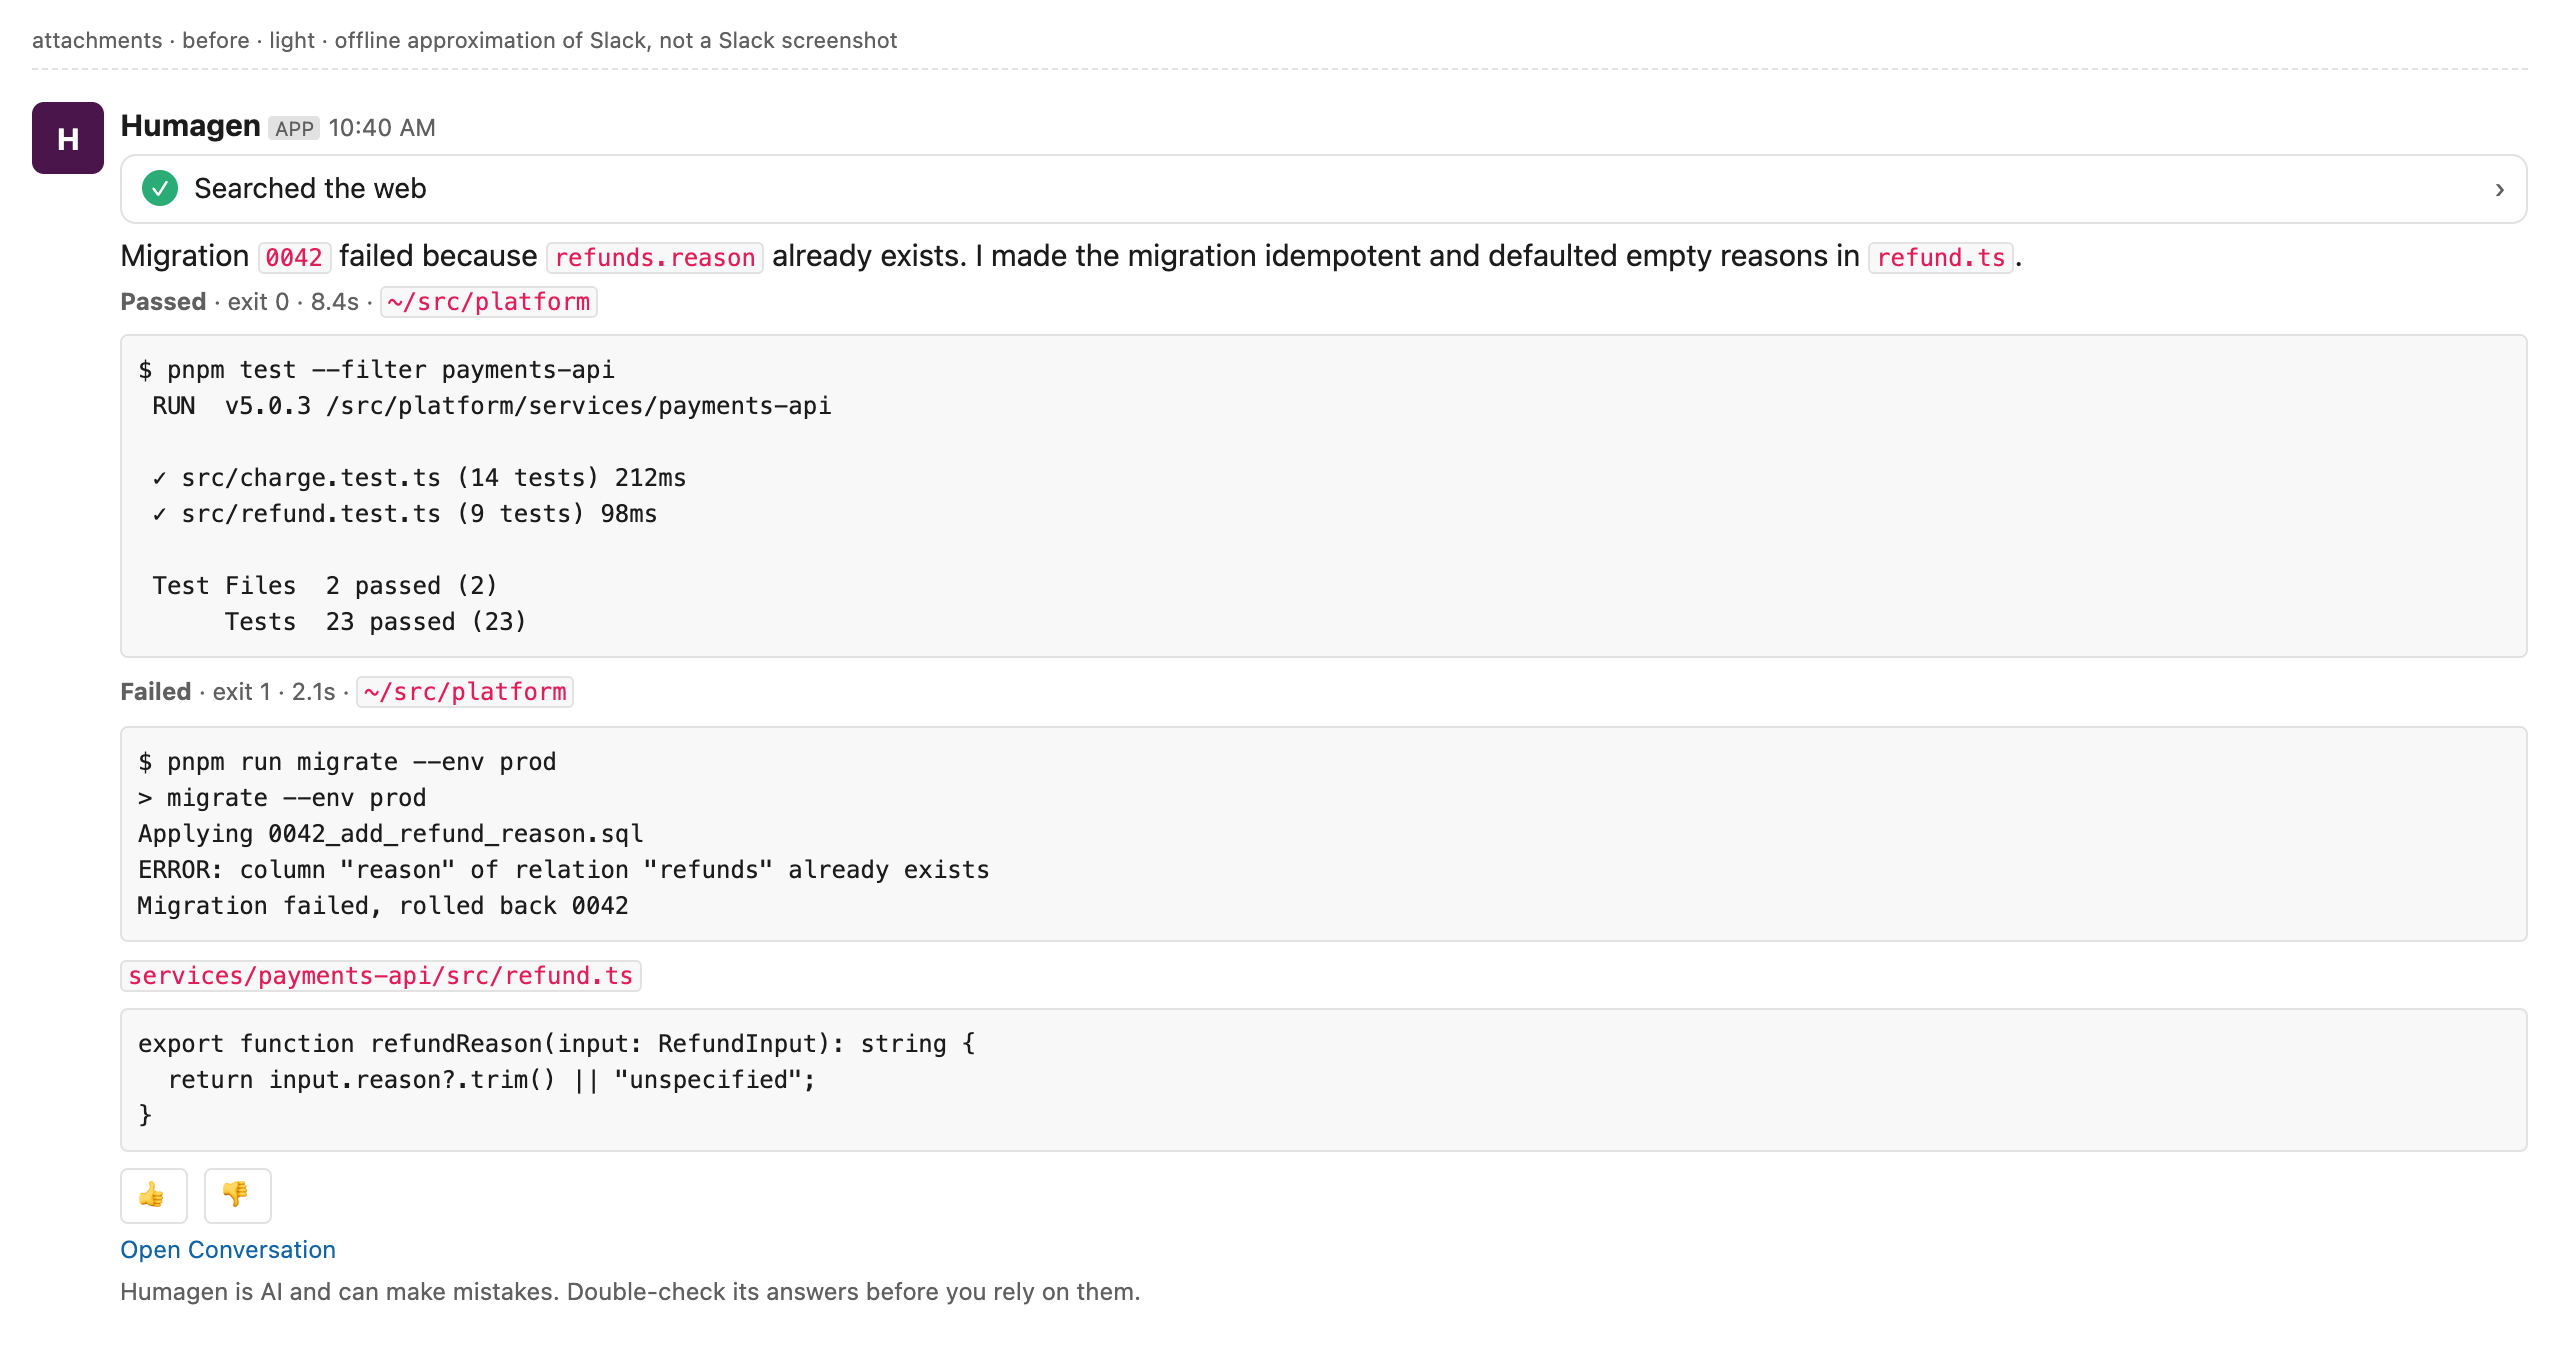 attachments · before · light · offline approximation of Slack, not a Slack screenshot
H
Humagen APP 10:40 AM
✓ Searched the web ›
Migration 0042 failed because refunds.reason already exists. I made the migration idempotent and defaulted empty reasons in refund.ts.
Passed · exit 0 · 8.4s · ~/src/platform
$ pnpm test --filter payments-api
 RUN  v5.0.3 /src/platform/services/payments-api
 ✓ src/charge.test.ts (14 tests) 212ms
 ✓ src/refund.test.ts (9 tests) 98ms
 Test Files  2 passed (2)
      Tests  23 passed (23)
Failed · exit 1 · 2.1s · ~/src/platform
$ pnpm run migrate --env prod
> migrate --env prod
Applying 0042_add_refund_reason.sql
ERROR: column "reason" of relation "refunds" already exists
Migration failed, rolled back 0042
services/payments-api/src/refund.ts
export function refundReason(input: RefundInput): string {
  return input.reason?.trim() || "unspecified";
}
👍 👎
Open Conversation
Humagen is AI and can make mistakes. Double-check its answers before you rely on them.